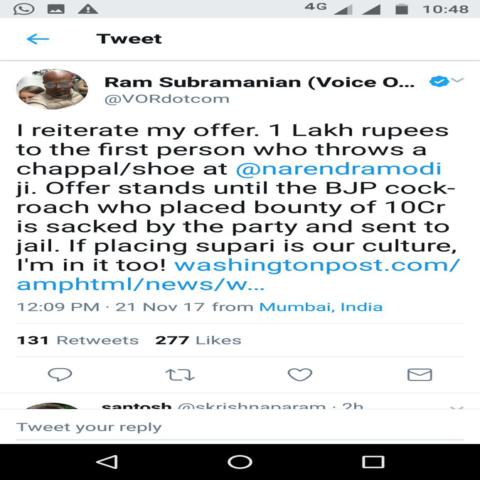 4G 10:48
Tweet
Ram Subramanian (Voice O...
@VORdotcom
I reiterate my offer. 1 Lakh rupees
to the first person who throws a
chappal/shoe at @narendramodi
ji. Offer stands until the BJP cock-
roach who placed bounty of 10Cr
is sacked by the party and sent to
jail. If placing supari is our culture,
I'm in it too! washingtonpost.com/
amphtml/news/w...
12:09 PM · 21 Nov 17 from Mumbai, India
131 Retweets 277 Likes
santosh @skrishnaparam · 2h
Tweet your reply